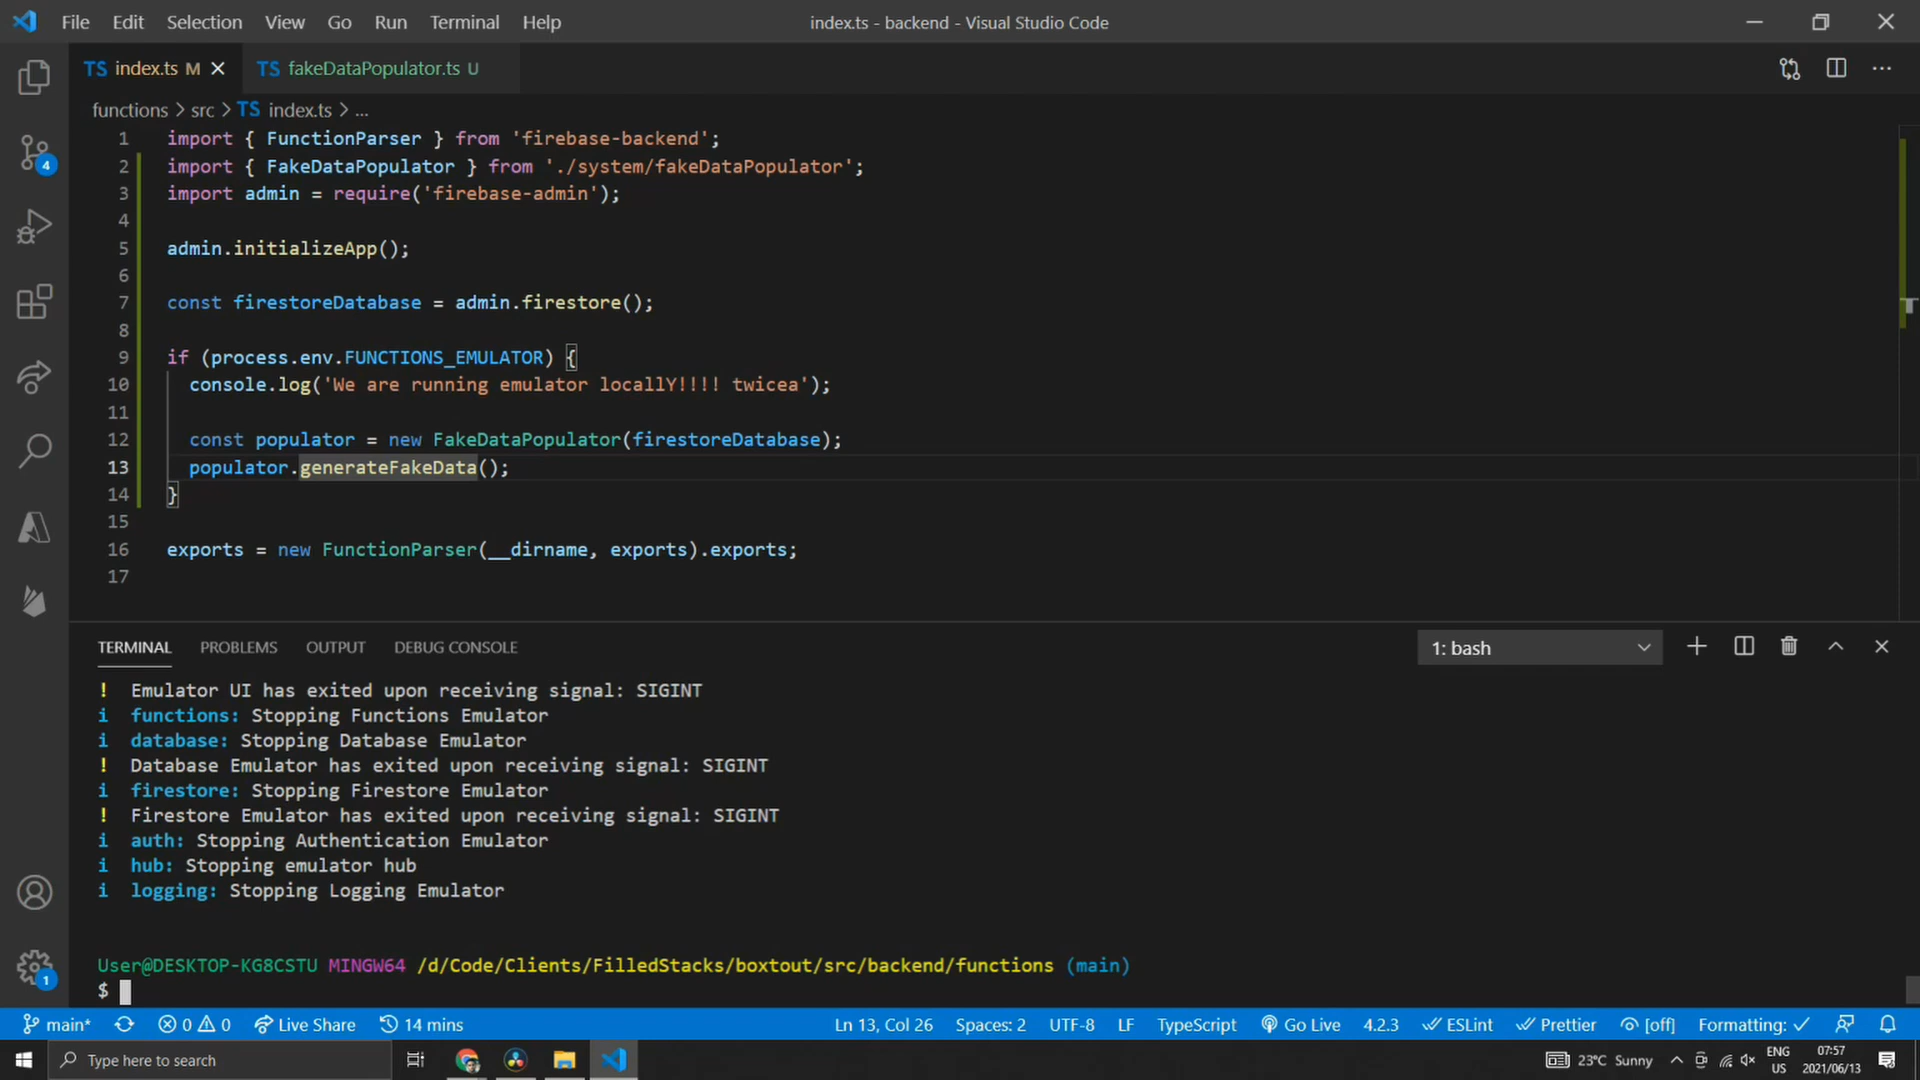 File Edit Selection View Go Run Terminal Help
index.ts - backend - Visual Studio Code
TS index.ts M
TS fakeDataPopulator.ts U
functions > src > TS index.ts > ...
1 import { FunctionParser } from 'firebase-backend';
2 import { FakeDataPopulator } from './system/fakeDataPopulator';
3 import admin = require('firebase-admin');
4
5 admin.initializeApp();
6
7 const firestoreDatabase = admin.firestore();
8
9 if (process.env.FUNCTIONS_EMULATOR) {
10 console.log('We are running emulator locallY!!!! twicea');
11
12 const populator = new FakeDataPopulator(firestoreDatabase);
13 populator.generateFakeData();
14 }
15
16 exports = new FunctionParser(__dirname, exports).exports;
17
4
TERMINAL PROBLEMS OUTPUT DEBUG CONSOLE 1: bash
! Emulator UI has exited upon receiving signal: SIGINT
i functions: Stopping Functions Emulator
i database: Stopping Database Emulator
! Database Emulator has exited upon receiving signal: SIGINT
i firestore: Stopping Firestore Emulator
! Firestore Emulator has exited upon receiving signal: SIGINT
i auth: Stopping Authentication Emulator
i hub: Stopping emulator hub
i logging: Stopping Logging Emulator
User@DESKTOP-KG8CSTU MINGW64 /d/Code/Clients/FilledStacks/boxtout/src/backend/functions (main)
$
1
main* 0 0 Live Share 14 mins Ln 13, Col 26 Spaces: 2 UTF-8 LF TypeScript Go Live 4.2.3 ESLint Prettier [off] Formatting: ✓
Type here to search
23°C Sunny
ENG
US
07:57
2021/06/13